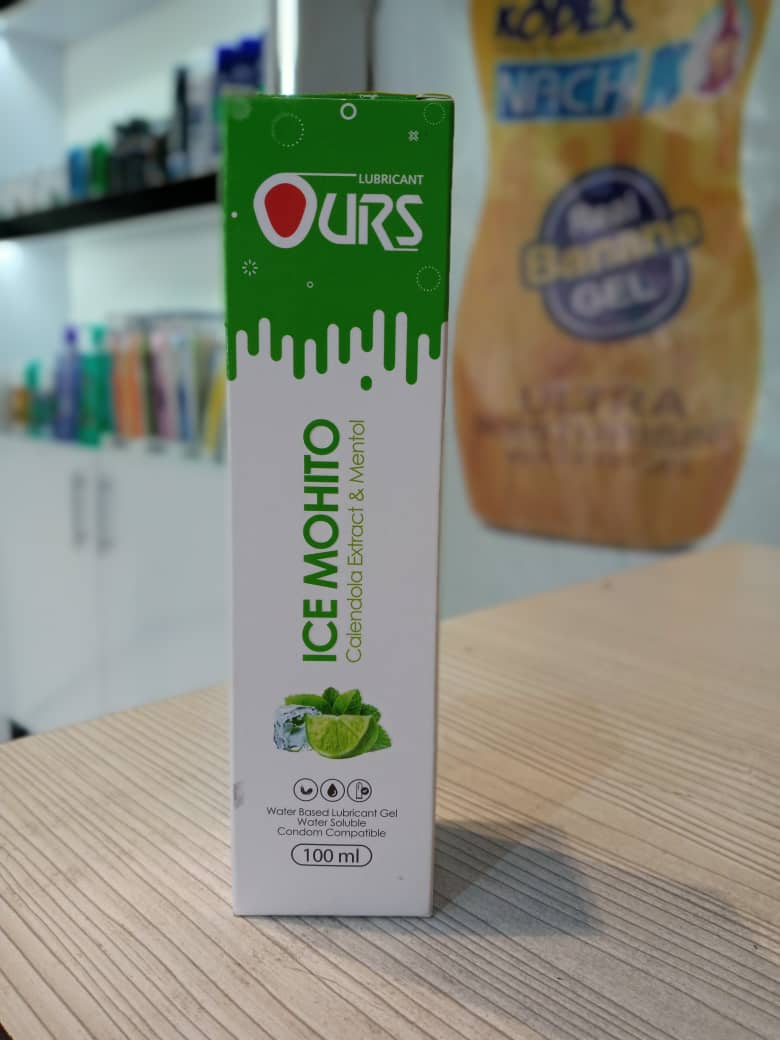 LUBRICANT
OURS
ICE MOHITO
Calendola Extract & Mentol
Water Based Lubricant Gel
Water Soluble
Condom Compatible
100 ml
KODEX
NACH
Real
Banana
GEL
ULTRA